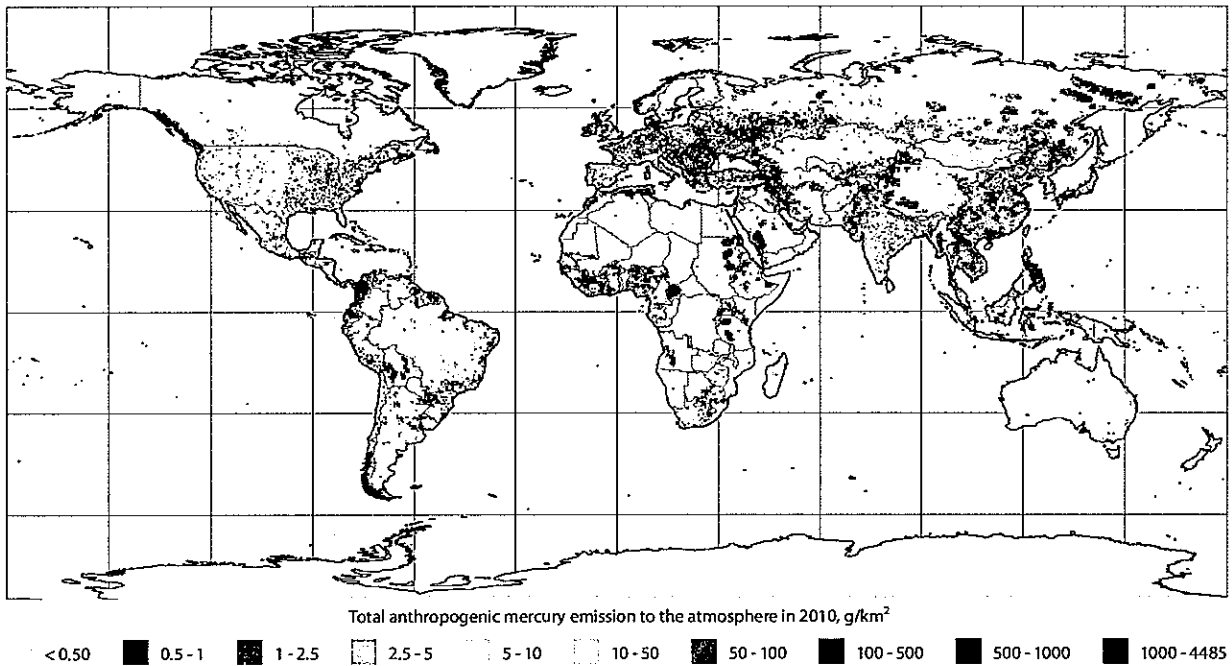 Total anthropogenic mercury emission to the atmosphere in 2010, g/km²
< 0.50 0.5 - 1 1 - 2.5 2.5 - 5 5 - 10 10 - 50 50 - 100 100 - 500 500 - 1000 1000 - 4485